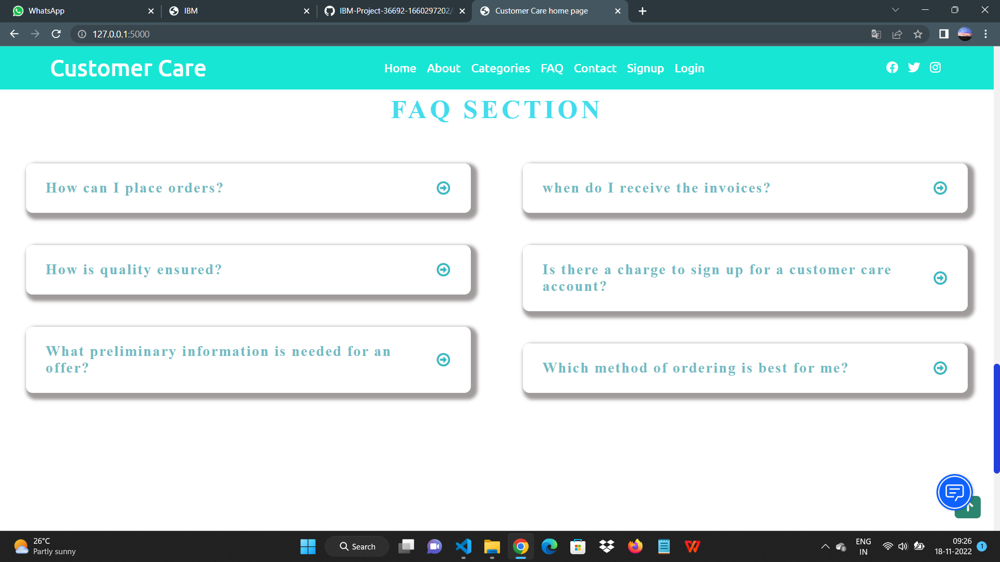 WhatsApp
IBM
IBM-Project-36692-1660297202/
Customer Care home page
127.0.0.1:5000
Customer Care
Home About Categories FAQ Contact Signup Login
FAQ SECTION
How can I place orders?
when do I receive the invoices?
How is quality ensured?
Is there a charge to sign up for a customer care
account?
What preliminary information is needed for an
offer?
Which method of ordering is best for me?
26°C
Partly sunny
Search
ENG
IN
09:26
18-11-2022
1